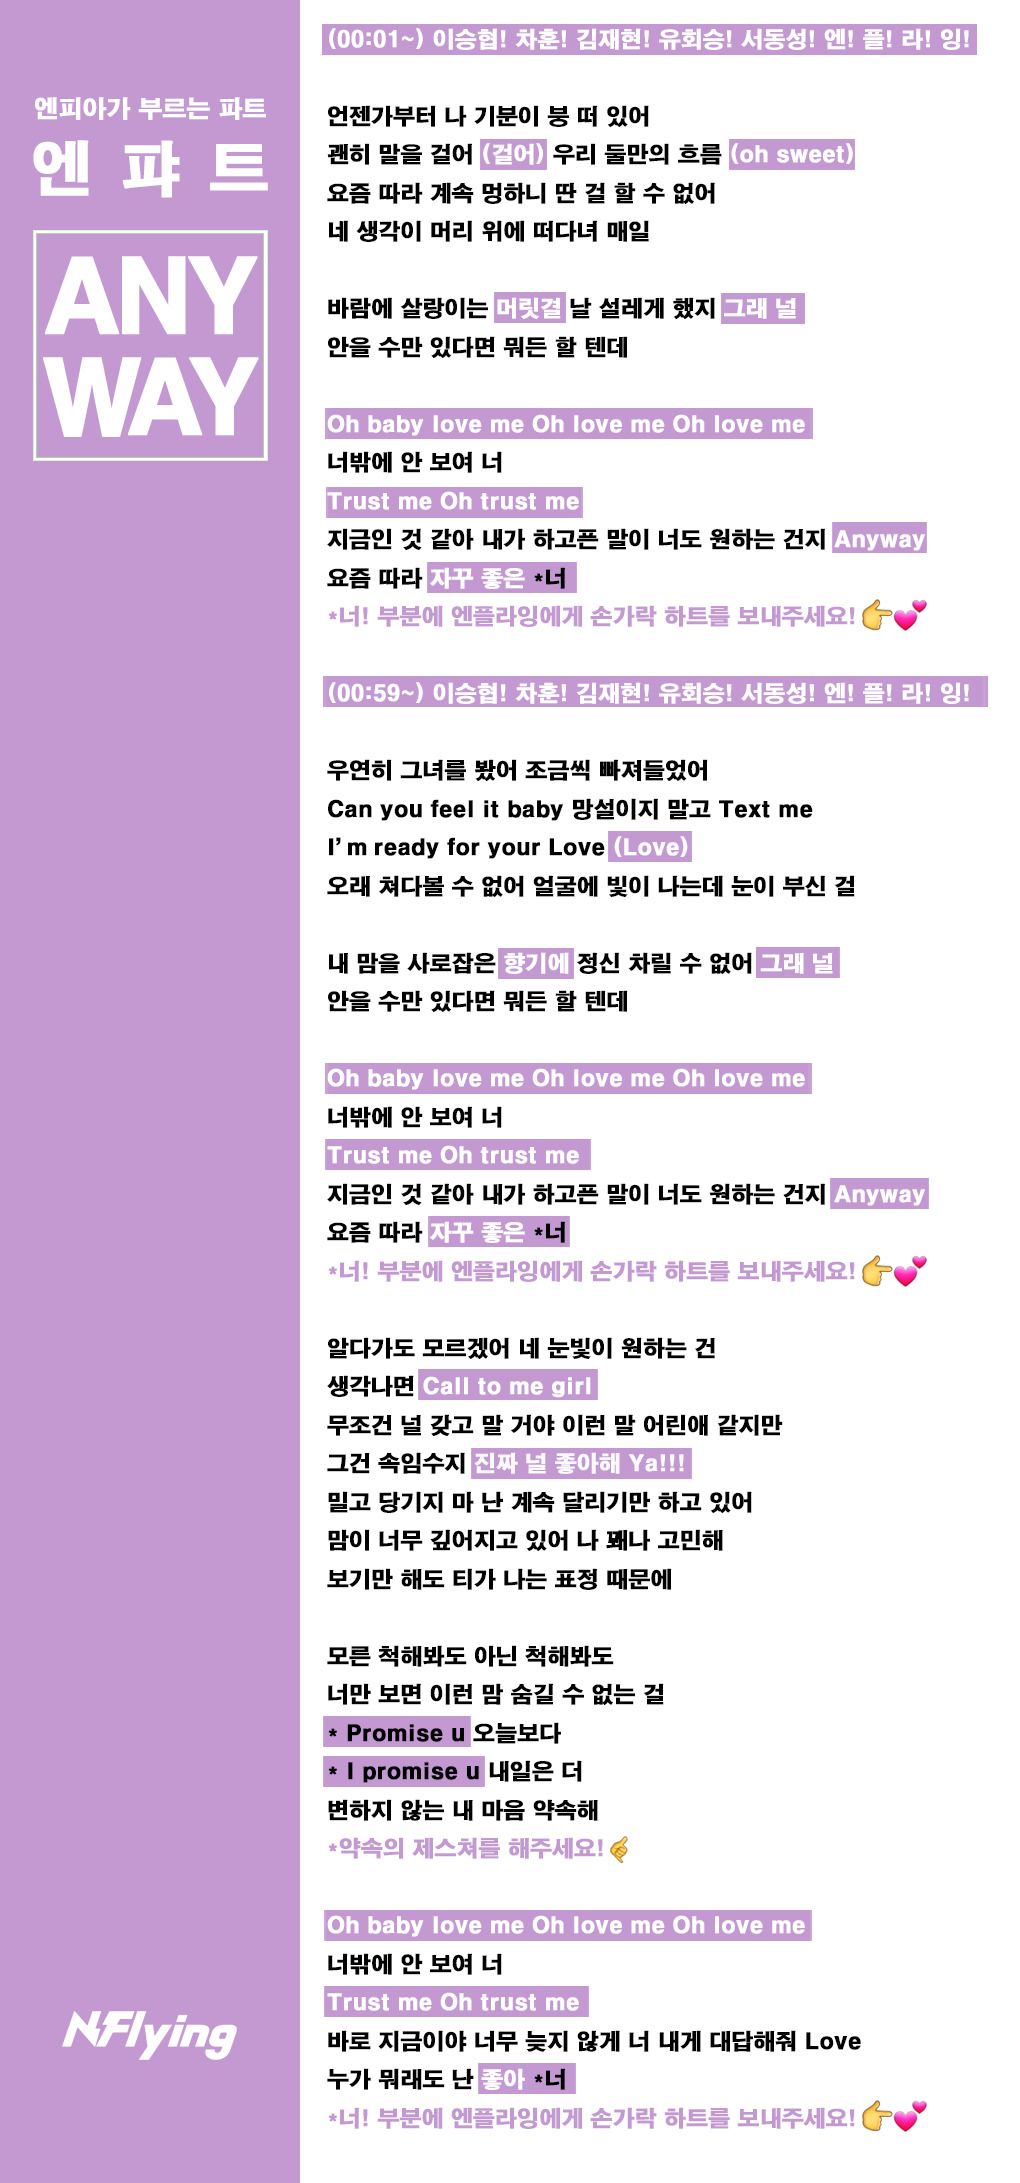 엔피아가 부르는 파트
엔 퍄 트
ANY
WAY
(00:01~) 이승협! 차훈! 김재현! 유회승! 서동성! 엔! 플! 라! 잉!
언젠가부터 나 기분이 붕 떠 있어
괜히 말을 걸어 (걸어) 우리 둘만의 흐름 (oh sweet)
요즘 따라 계속 멍하니 딴 걸 할 수 없어
네 생각이 머리 위에 떠다녀 매일
바람에 살랑이는 머릿결 날 설레게 했지 그래 널
안을 수만 있다면 뭐든 할 텐데
Oh baby love me Oh love me Oh love me
너밖에 안 보여 너
Trust me Oh trust me
지금인 것 같아 내가 하고픈 말이 너도 원하는 건지 Anyway
요즘 따라 자꾸 좋은 *너
*너! 부분에 엔플라잉에게 손가락 하트를 보내주세요! 👉💕
(00:59~) 이승협! 차훈! 김재현! 유회승! 서동성! 엔! 플! 라! 잉!
우연히 그녀를 봤어 조금씩 빠져들었어
Can you feel it baby 망설이지 말고 Text me
I’m ready for your Love (Love)
오래 쳐다볼 수 없어 얼굴에 빛이 나는데 눈이 부신 걸
내 맘을 사로잡은 향기에 정신 차릴 수 없어 그래 널
안을 수만 있다면 뭐든 할 텐데
Oh baby love me Oh love me Oh love me
너밖에 안 보여 너
Trust me Oh trust me
지금인 것 같아 내가 하고픈 말이 너도 원하는 건지 Anyway
요즘 따라 자꾸 좋은 *너
*너! 부분에 엔플라잉에게 손가락 하트를 보내주세요! 👉💕
알다가도 모르겠어 네 눈빛이 원하는 건
생각나면 Call to me girl
무조건 널 갖고 말 거야 이런 말 어린애 같지만
그건 속임수지 진짜 널 좋아해 Ya!!!
밀고 당기지 마 난 계속 달리기만 하고 있어
맘이 너무 깊어지고 있어 나 꽤나 고민해
보기만 해도 티가 나는 표정 때문에
모른 척해봐도 아닌 척해봐도
너만 보면 이런 맘 숨길 수 없는 걸
* Promise u 오늘보다
* I promise u 내일은 더
변하지 않는 내 마음 약속해
*약속의 제스쳐를 해주세요! 🤙
Oh baby love me Oh love me Oh love me
너밖에 안 보여 너
Trust me Oh trust me
바로 지금이야 너무 늦지 않게 너 내게 대답해줘 Love
누가 뭐래도 난 좋아 *너
*너! 부분에 엔플라잉에게 손가락 하트를 보내주세요! 👉💕
N.Flying